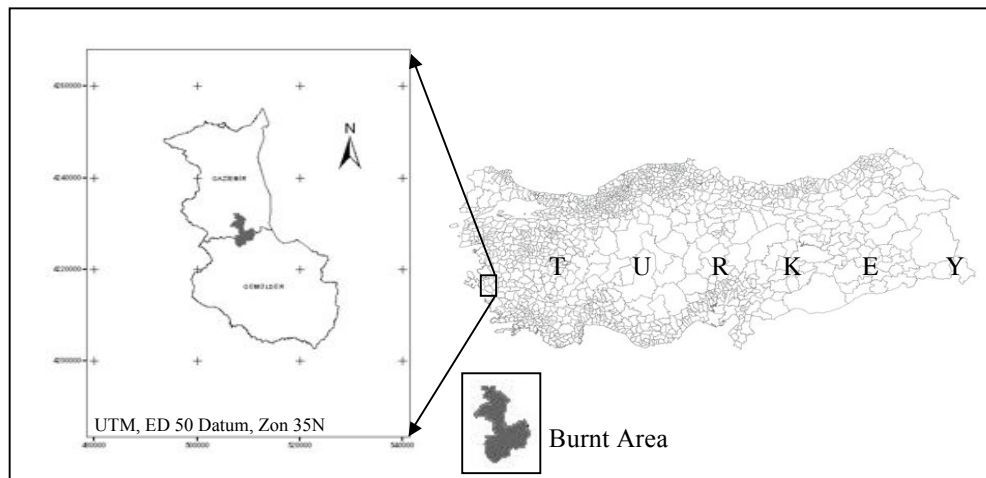 4260000
4240000
4220000
4200000
N
GAZİEMİR
GÜMÜLDÜR
UTM, ED 50 Datum, Zon 35N
480000 500000 520000 540000
T U R K E Y
Burnt Area